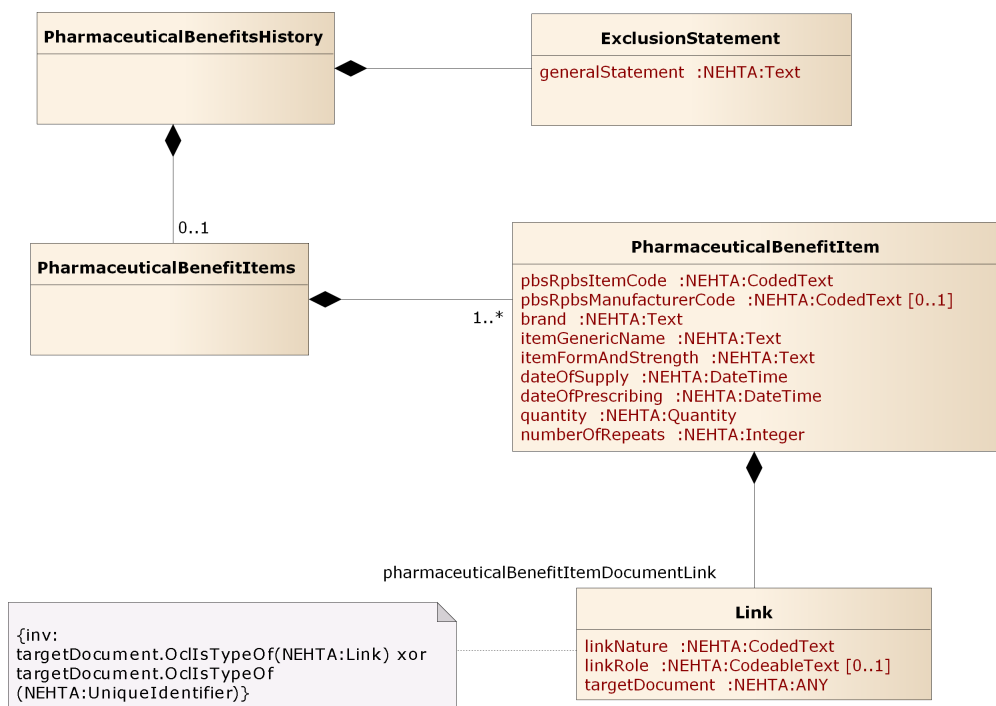 PharmaceuticalBenefitsHistory
ExclusionStatement
generalStatement :NEHTA:Text
0..1
PharmaceuticalBenefitItems
1..*
PharmaceuticalBenefitItem
pbsRpbsItemCode :NEHTA:CodedText
pbsRpbsManufacturerCode :NEHTA:CodedText [0..1]
brand :NEHTA:Text
itemGenericName :NEHTA:Text
itemFormAndStrength :NEHTA:Text
dateOfSupply :NEHTA:DateTime
dateOfPrescribing :NEHTA:DateTime
quantity :NEHTA:Quantity
numberOfRepeats :NEHTA:Integer
pharmaceuticalBenefitItemDocumentLink
Link
linkNature :NEHTA:CodedText
linkRole :NEHTA:CodeableText [0..1]
targetDocument :NEHTA:ANY
{inv:
targetDocument.OclIsTypeOf(NEHTA:Link) xor
targetDocument.OclIsTypeOf
(NEHTA:UniqueIdentifier)}